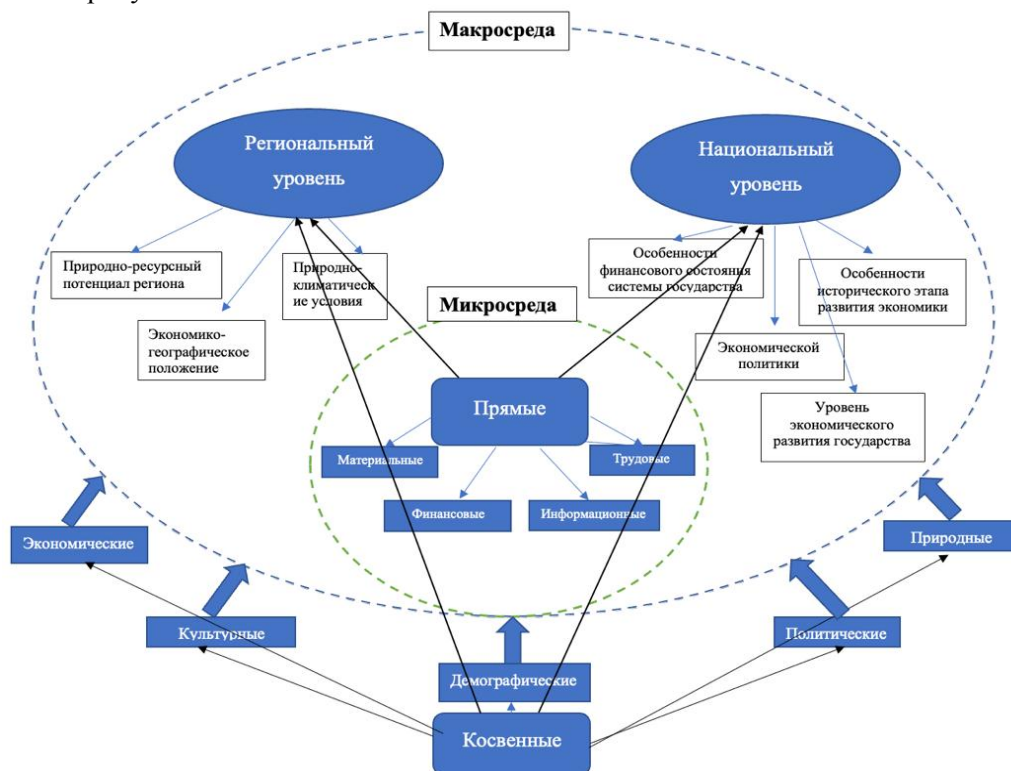 Макросреда
Региональный
уровень
Национальный
уровень
Природно-ресурсный
потенциал региона
Природно-
климатическ
ие условия
Экономико-
географическое
положение
Особенности
финансового состояния
системы государства
Особенности
исторического этапа
развития экономики
Экономической
политики
Уровень
экономического
развития государства
Микросреда
Прямые
Материальные
Трудовые
Финансовые
Информационные
Экономические
Природные
Культурные
Политические
Демографические
Косвенные